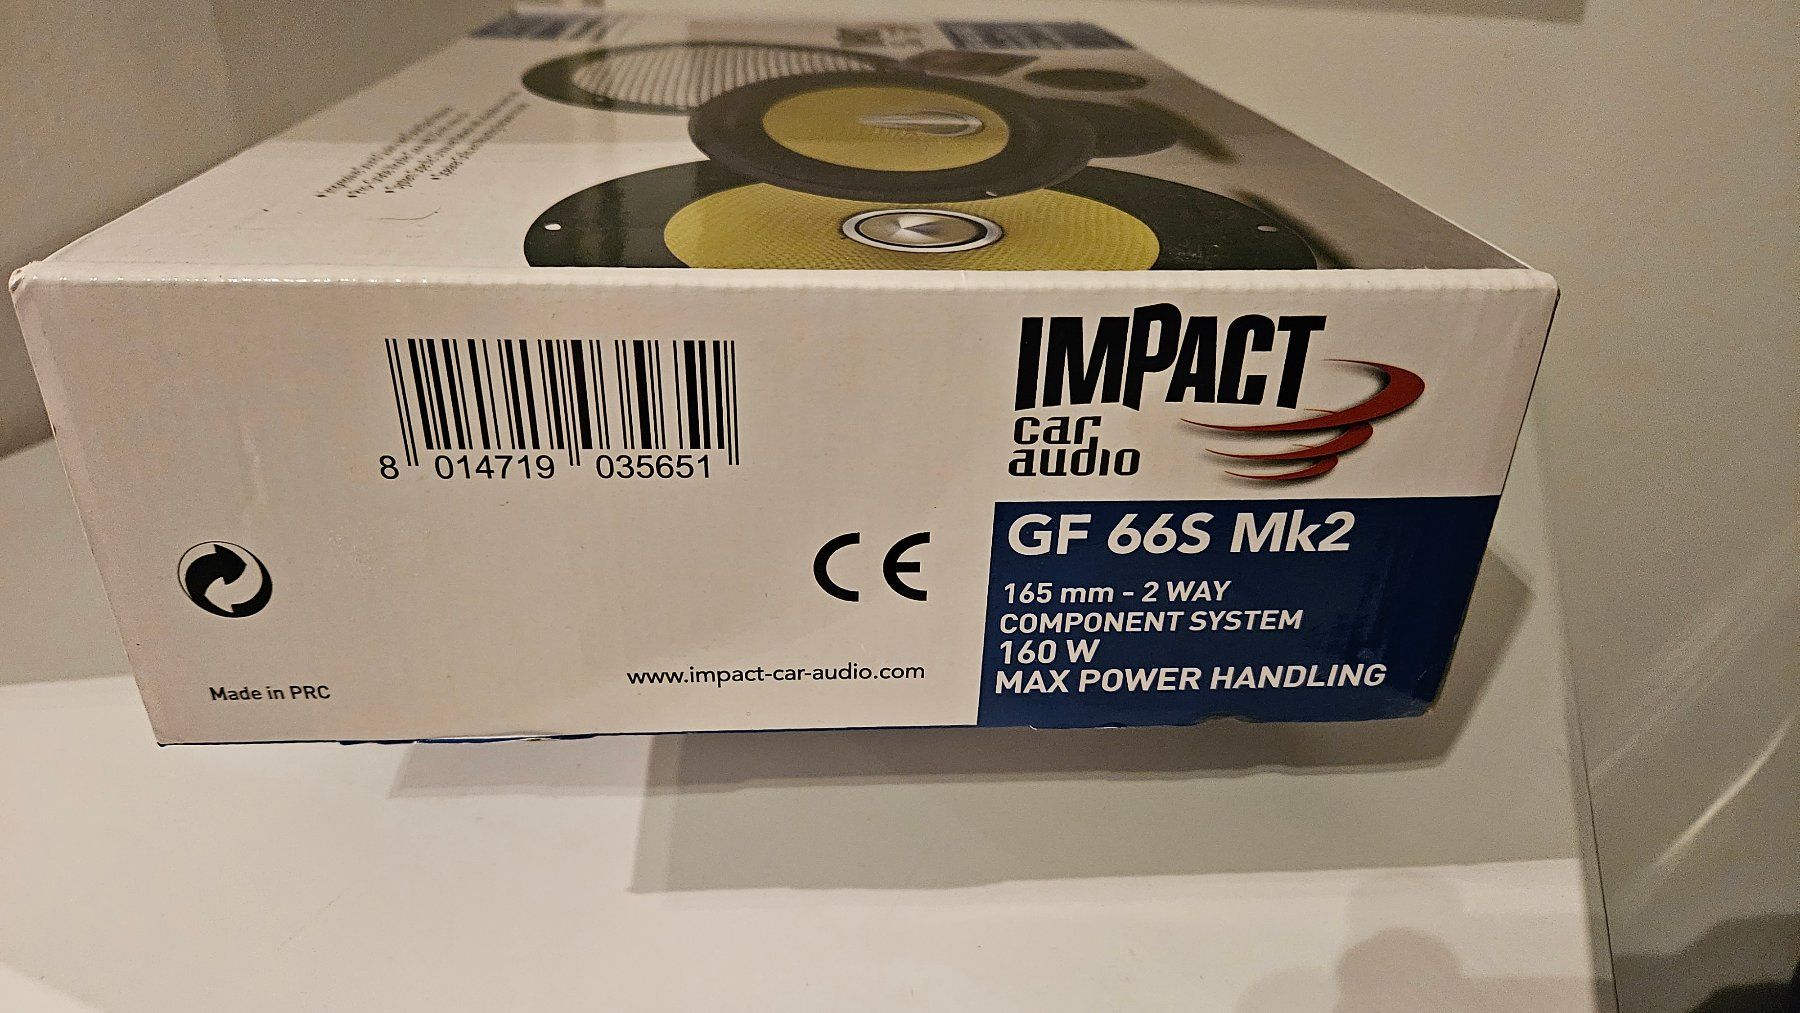 8 014719 035651
IMPACT
car
audio
GF 66S Mk2
165 mm - 2 WAY
COMPONENT SYSTEM
160 W
MAX POWER HANDLING
CE
www.impact-car-audio.com
Made in PRC